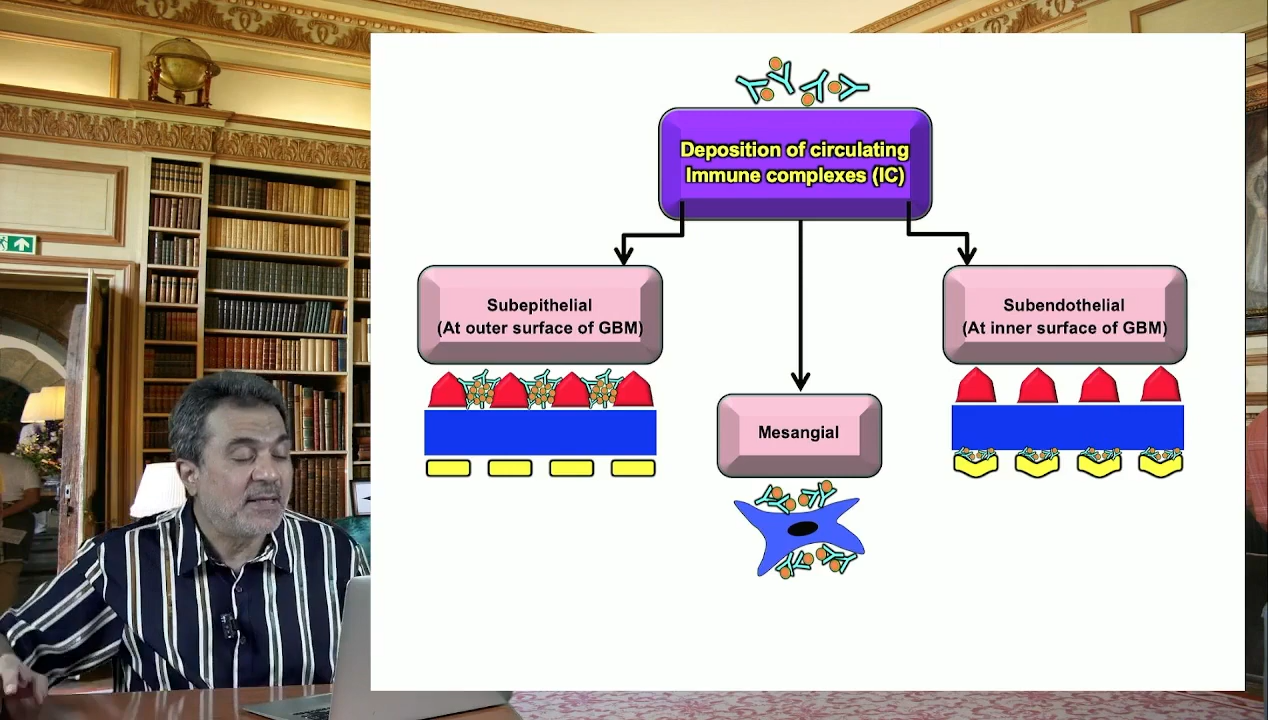 Deposition of circulating
Immune complexes (IC)
Subepithelial
(At outer surface of GBM)
Subendothelial
(At inner surface of GBM)
Mesangial